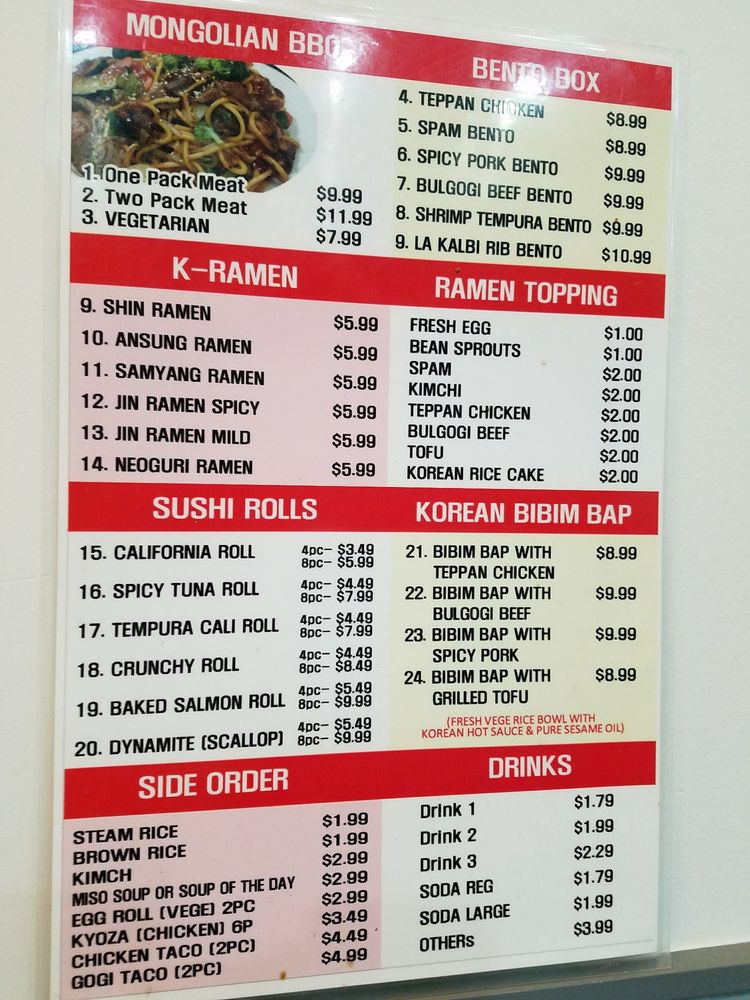 MONGOLIAN BBQ
1. One Pack Meat $9.99
2. Two Pack Meat $11.99
3. VEGETARIAN $7.99
BENTO BOX
4. TEPPAN CHICKEN $8.99
5. SPAM BENTO $8.99
6. SPICY PORK BENTO $9.99
7. BULGOGI BEEF BENTO $9.99
8. SHRIMP TEMPURA BENTO $9.99
9. LA KALBI RIB BENTO $10.99
K-RAMEN
9. SHIN RAMEN $5.99
10. ANSUNG RAMEN $5.99
11. SAMYANG RAMEN $5.99
12. JIN RAMEN SPICY $5.99
13. JIN RAMEN MILD $5.99
14. NEOGURI RAMEN $5.99
RAMEN TOPPING
FRESH EGG $1.00
BEAN SPROUTS $1.00
SPAM $2.00
KIMCHI $2.00
TEPPAN CHICKEN $2.00
BULGOGI BEEF $2.00
TOFU $2.00
KOREAN RICE CAKE $2.00
SUSHI ROLLS
15. CALIFORNIA ROLL 4pc- $3.49
8pc- $5.99
16. SPICY TUNA ROLL 4pc- $4.49
8pc- $7.99
17. TEMPURA CALI ROLL 4pc- $4.49
8pc- $7.99
18. CRUNCHY ROLL 4pc- $4.49
8pc- $8.49
19. BAKED SALMON ROLL 4pc- $5.49
8pc- $9.99
20. DYNAMITE (SCALLOP) 4pc- $5.49
8pc- $9.99
KOREAN BIBIM BAP
21. BIBIM BAP WITH $8.99
TEPPAN CHICKEN
22. BIBIM BAP WITH $9.99
BULGOGI BEEF
23. BIBIM BAP WITH $9.99
SPICY PORK
24. BIBIM BAP WITH $8.99
GRILLED TOFU
(FRESH VEGE RICE BOWL WITH
KOREAN HOT SAUCE & PURE SESAME OIL)
SIDE ORDER
STEAM RICE $1.99
BROWN RICE $1.99
KIMCH $2.99
MISO SOUP OR SOUP OF THE DAY $2.99
EGG ROLL (VEGE) 2PC $2.99
KYOZA (CHICKEN) 6P $3.49
CHICKEN TACO (2PC) $4.49
GOGI TACO (2PC) $4.99
DRINKS
Drink 1 $1.79
Drink 2 $1.99
Drink 3 $2.29
SODA REG $1.79
SODA LARGE $1.99
OTHERs $3.99